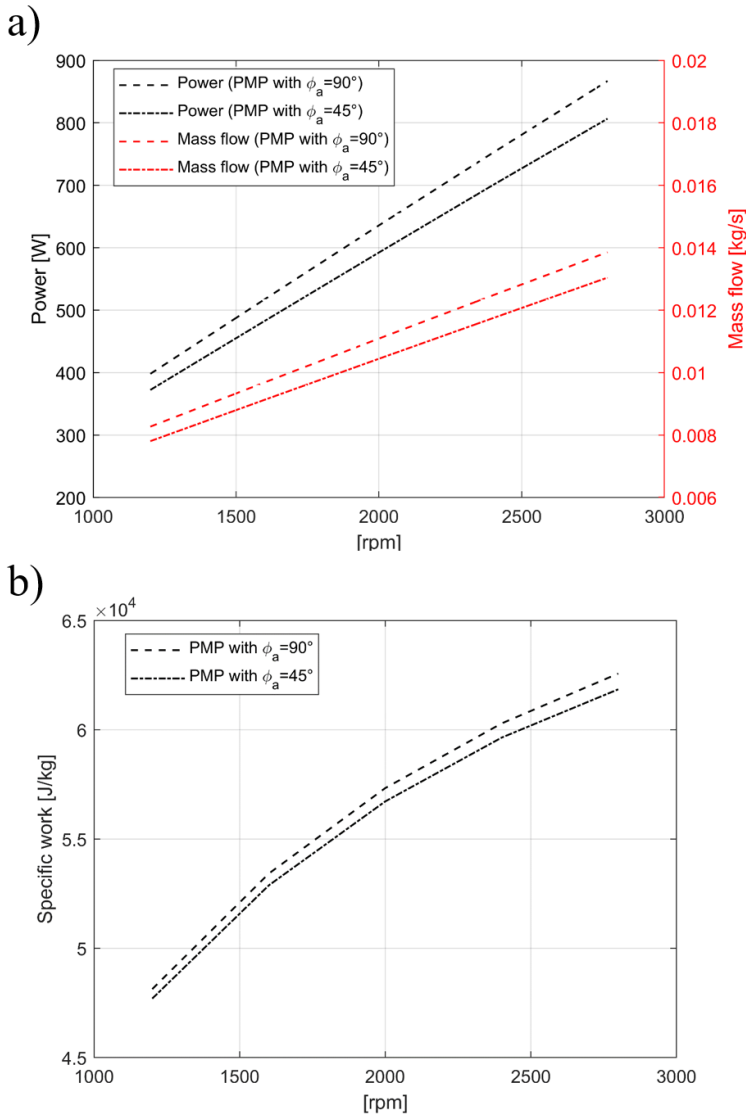 a)
900
800
700
600
500
400
300
200
Power [W]
Power (PMP with ϕa=90°)
Power (PMP with ϕa=45°)
Mass flow (PMP with ϕa=90°)
Mass flow (PMP with ϕa=45°)
0.02
0.018
0.016
0.014
0.012
0.01
0.008
0.006
Mass flow [kg/s]
1000 1500 2000 2500 3000
[rpm]
b)
×10⁴
6.5
6
5.5
5
4.5
Specific work [J/kg]
PMP with ϕa=90°
PMP with ϕa=45°
1000 1500 2000 2500 3000
[rpm]